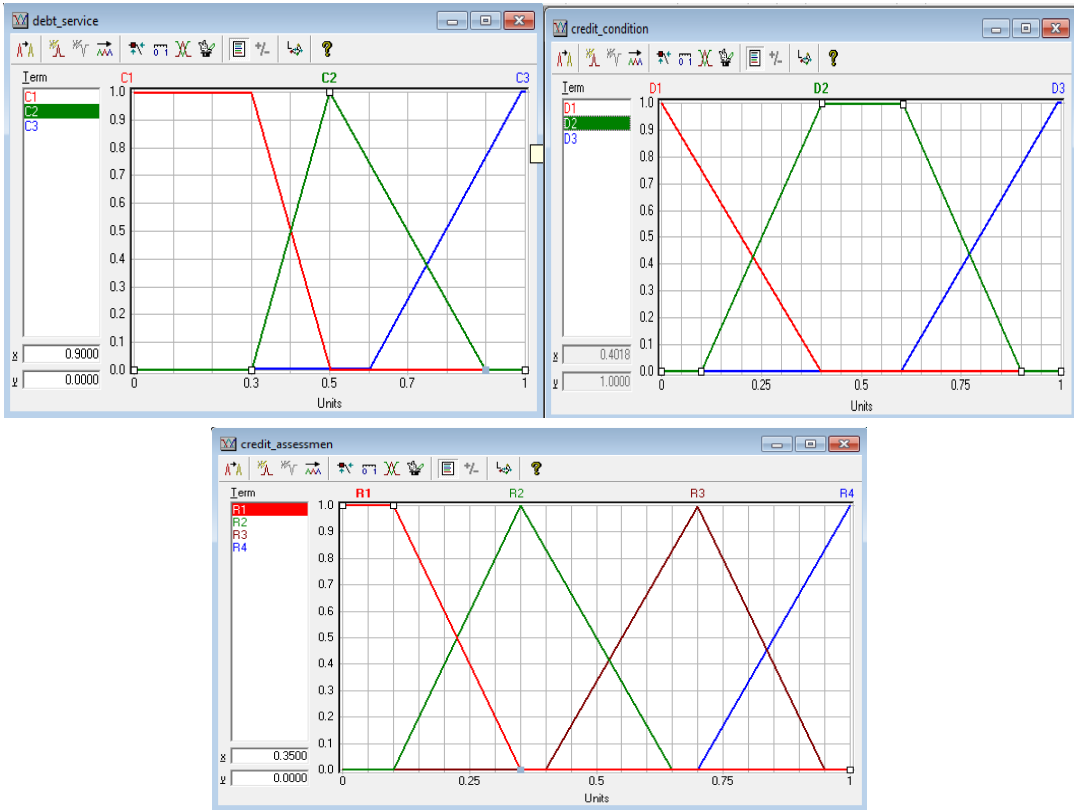 debt_service
Term
C1
C2
C3
C1 C2 C3
1.0
0.9
0.8
0.7
0.6
0.5
0.4
0.3
0.2
0.1
0.0
0 0.3 0.5 0.7 1
Units
x 0.9000
y 0.0000
credit_condition
Term
D1
D2
D3
D1 D2 D3
1.0
0.9
0.8
0.7
0.6
0.5
0.4
0.3
0.2
0.1
0.0
0 0.25 0.5 0.75 1
Units
x 0.4018
y 1.0000
credit_assessmen
Term
R1
R2
R3
R4
R1 R2 R3 R4
1.0
0.9
0.8
0.7
0.6
0.5
0.4
0.3
0.2
0.1
0.0
0 0.25 0.5 0.75 1
Units
x 0.3500
y 0.0000